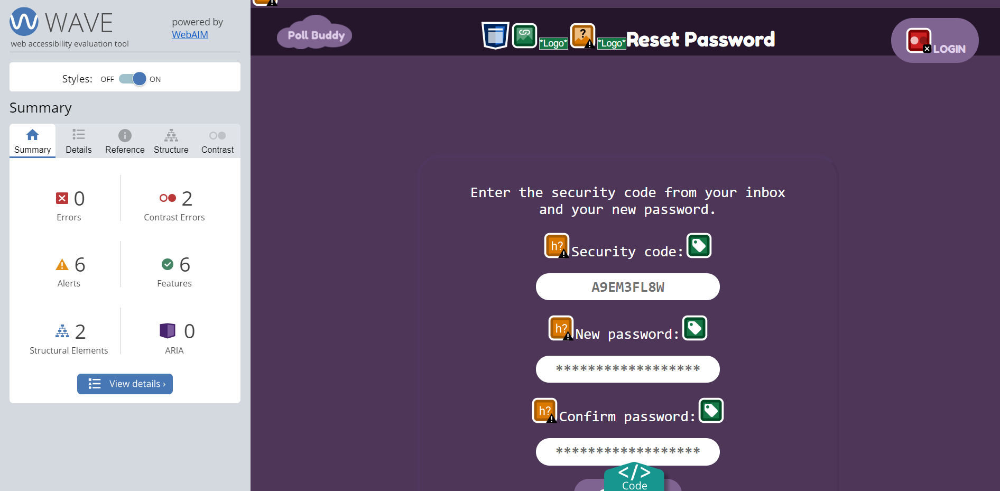 WAVE
powered by
WebAIM
web accessibility evaluation tool
Styles: OFF ON
Summary
Summary Details Reference Structure Contrast
0 Errors
2 Contrast Errors
6 Alerts
6 Features
2 Structural Elements
0 ARIA
View details ›
Poll Buddy
*Logo* ? *Logo* Reset Password
LOGIN
Enter the security code from your inbox
and your new password.
h? Security code:
A9EM3FL8W
h? New password:
******************
h? Confirm password:
******************
</>
Code